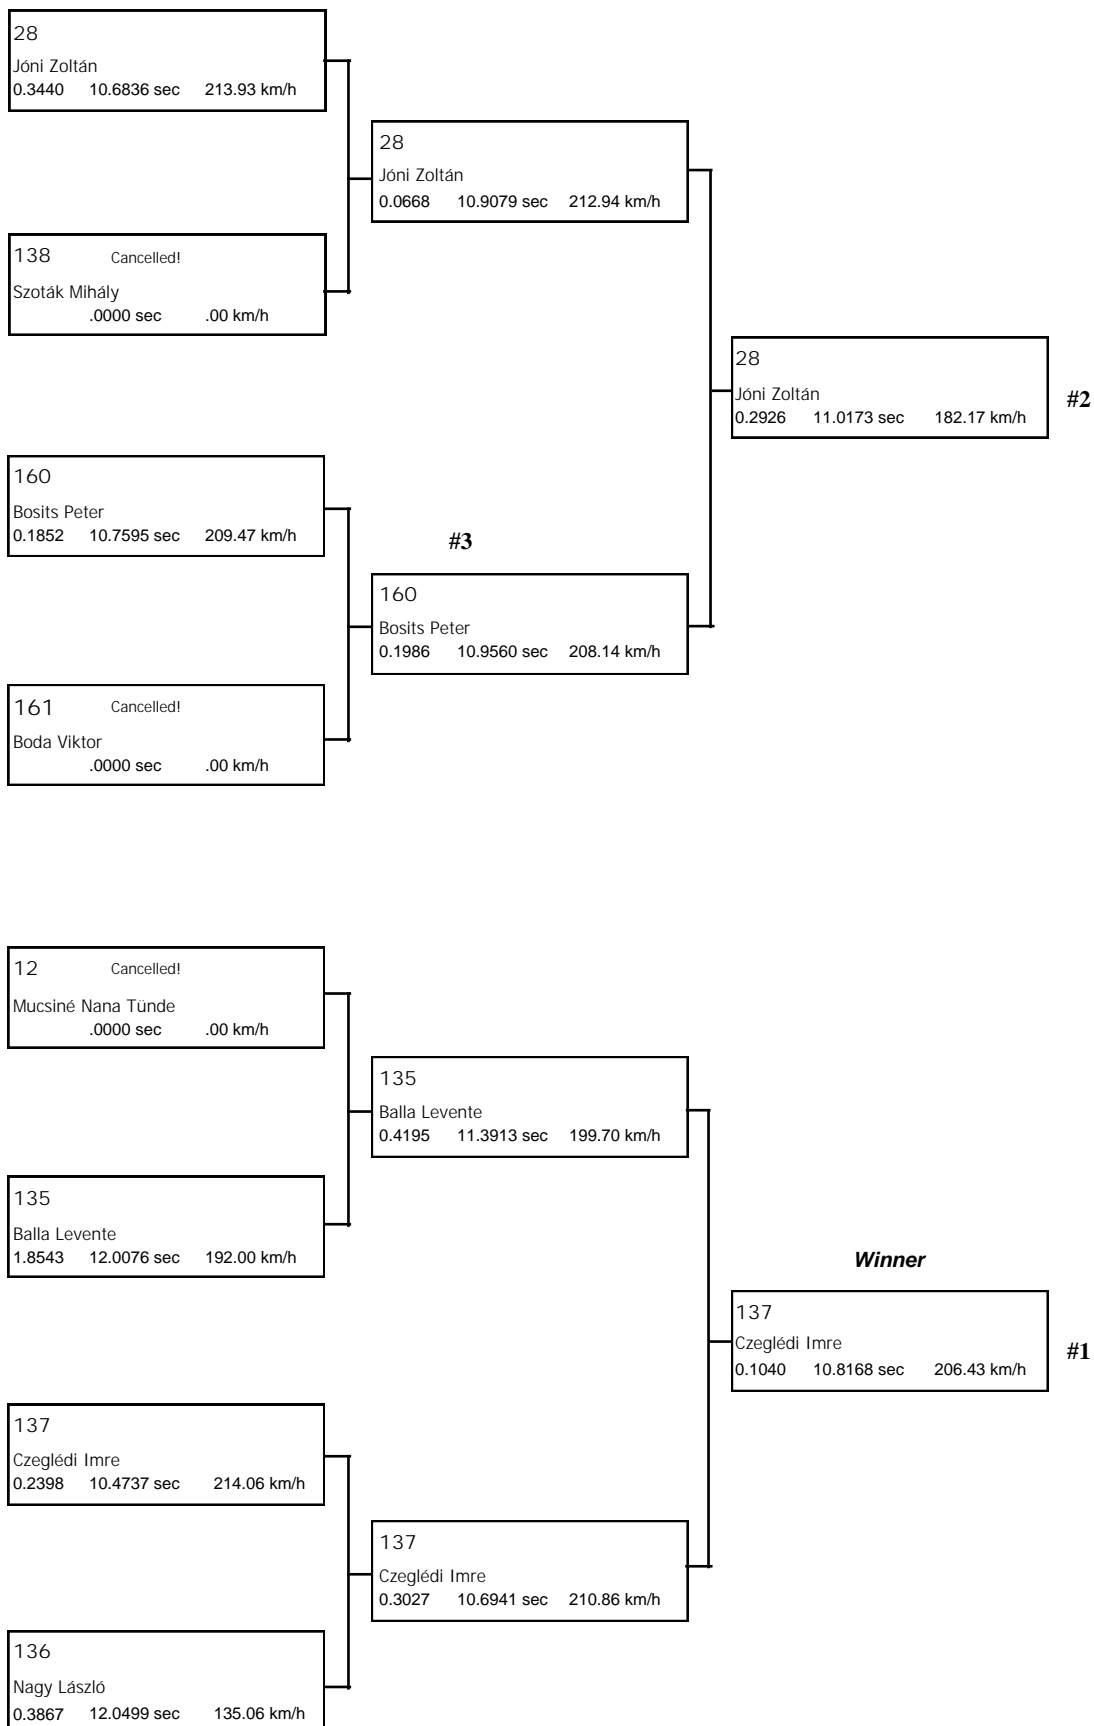 28
Jóni Zoltán
0.3440 10.6836 sec 213.93 km/h
28
Jóni Zoltán
0.0668 10.9079 sec 212.94 km/h
138 Cancelled!
Szoták Mihály
.0000 sec .00 km/h
28
Jóni Zoltán
0.2926 11.0173 sec 182.17 km/h
#2
160
Bosits Peter
0.1852 10.7595 sec 209.47 km/h
#3
160
Bosits Peter
0.1986 10.9560 sec 208.14 km/h
161 Cancelled!
Boda Viktor
.0000 sec .00 km/h
12 Cancelled!
Mucsiné Nana Tünde
.0000 sec .00 km/h
135
Balla Levente
0.4195 11.3913 sec 199.70 km/h
135
Balla Levente
1.8543 12.0076 sec 192.00 km/h
Winner
137
Czeglédi Imre
0.1040 10.8168 sec 206.43 km/h
#1
137
Czeglédi Imre
0.2398 10.4737 sec 214.06 km/h
137
Czeglédi Imre
0.3027 10.6941 sec 210.86 km/h
136
Nagy László
0.3867 12.0499 sec 135.06 km/h